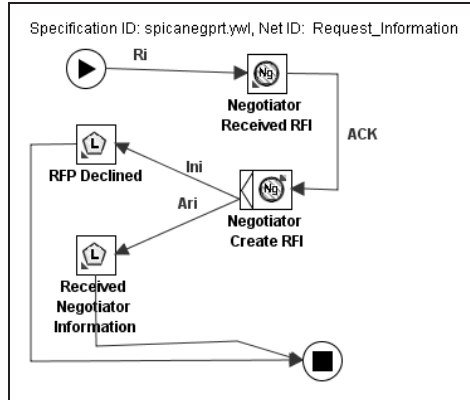 Specification ID: spicanegprt.ywl, Net ID: Request_Information
Ri
Ng
Negotiator
Received RFI
ACK
L
RFP Declined
Ini
Ng
Ari
Negotiator
Create RFI
L
Received
Negotiator
Information